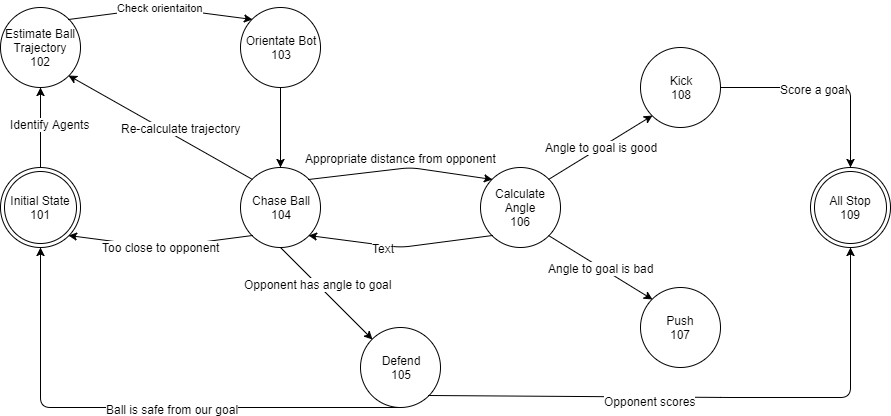 Check orientaiton
Estimate Ball
Trajectory
102
Orientate Bot
103
Kick
108
Score a goal
Identify Agents
Re-calculate trajectory
Angle to goal is good
Appropriate distance from opponent
Initial State
101
Chase Ball
104
Calculate
Angle
106
All Stop
109
Too close to opponent
Text
Angle to goal is bad
Opponent has angle to goal
Push
107
Defend
105
Opponent scores
Ball is safe from our goal